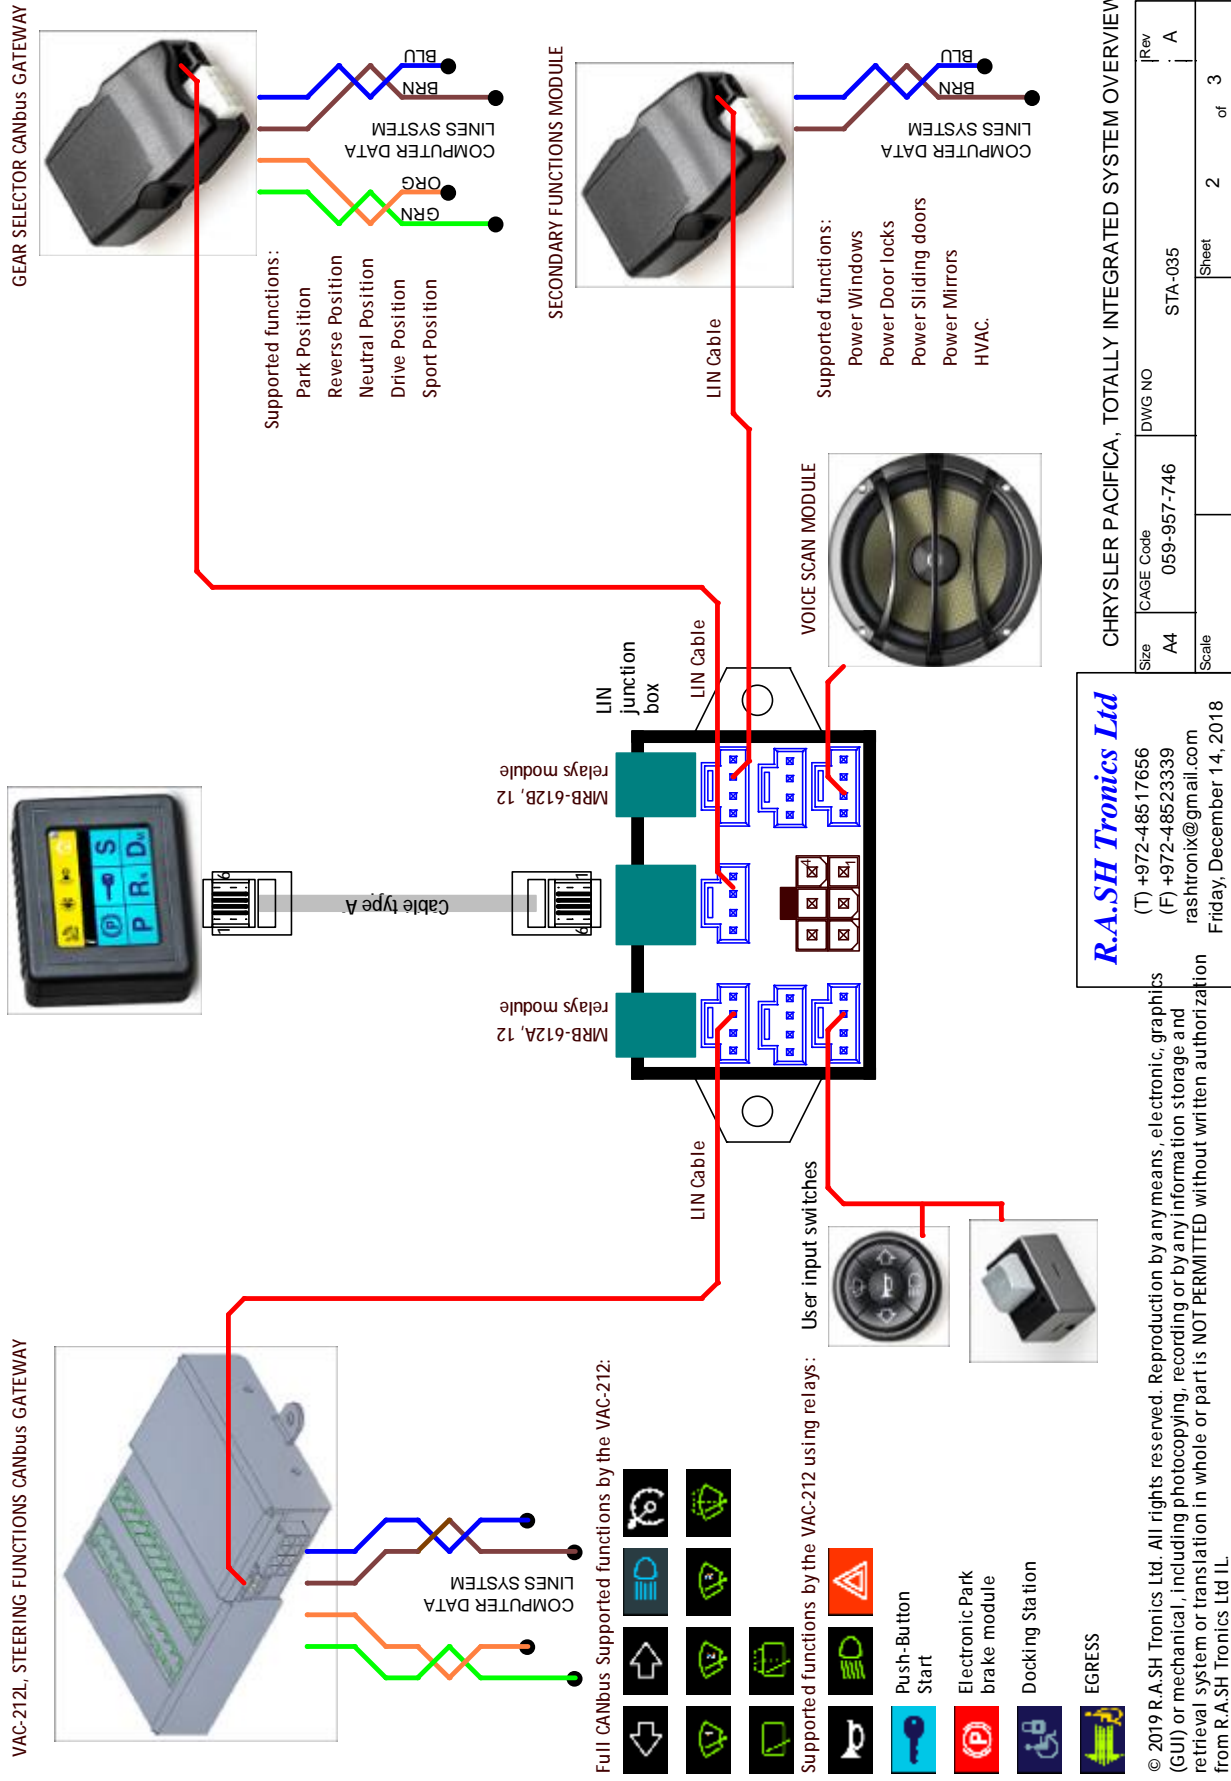 VAC-212L, STEERING FUNCTIONS CANbus GATEWAY
COMPUTER DATA
LINES SYSTEM
Full CANbus Supported functions by the VAC-212:
Supported functions by the VAC-212 using relays:
Push-Button
Start
Electronic Park
brake module
Docking Station
EGRESS
LIN Cable
User input switches
P
R
D
S
6
1
Cable type A
1
6
MRB-612A, 12
relays module
MRB-612B, 12
relays module
LIN
junction
box
4
1
LIN Cable
VOICE SCAN MODULE
GEAR SELECTOR CANbus GATEWAY
GRN
ORG
COMPUTER DATA
LINES SYSTEM
BRN
BLU
Supported functions:
Park Position
Reverse Position
Neutral Position
Drive Position
Sport Position
SECONDARY FUNCTIONS MODULE
COMPUTER DATA
LINES SYSTEM
BRN
BLU
LIN Cable
Supported functions:
Power Windows
Power Door locks
Power Sliding doors
Power Mirrors
HVAC.
© 2019 R.A.SH Tronics Ltd. All rights reserved. Reproduction by any means, electronic, graphics
(GUI) or mechanical, including photocopying, recording or by any information storage and
retrieval system or translation in whole or part is NOT PERMITTED without written authorization
from R.A.SH Tronics Ltd IL.
R.A.SH Tronics Ltd
(T) +972-48517656
(F) +972-48523339
rashtronix@gmail.com
Friday, December 14, 2018
CHRYSLER PACIFICA, TOTALLY INTEGRATED SYSTEM OVERVIEW
Size
A4
CAGE Code
059-957-746
DWG NO
STA-035
Rev
A
Scale
Sheet
2
of
3